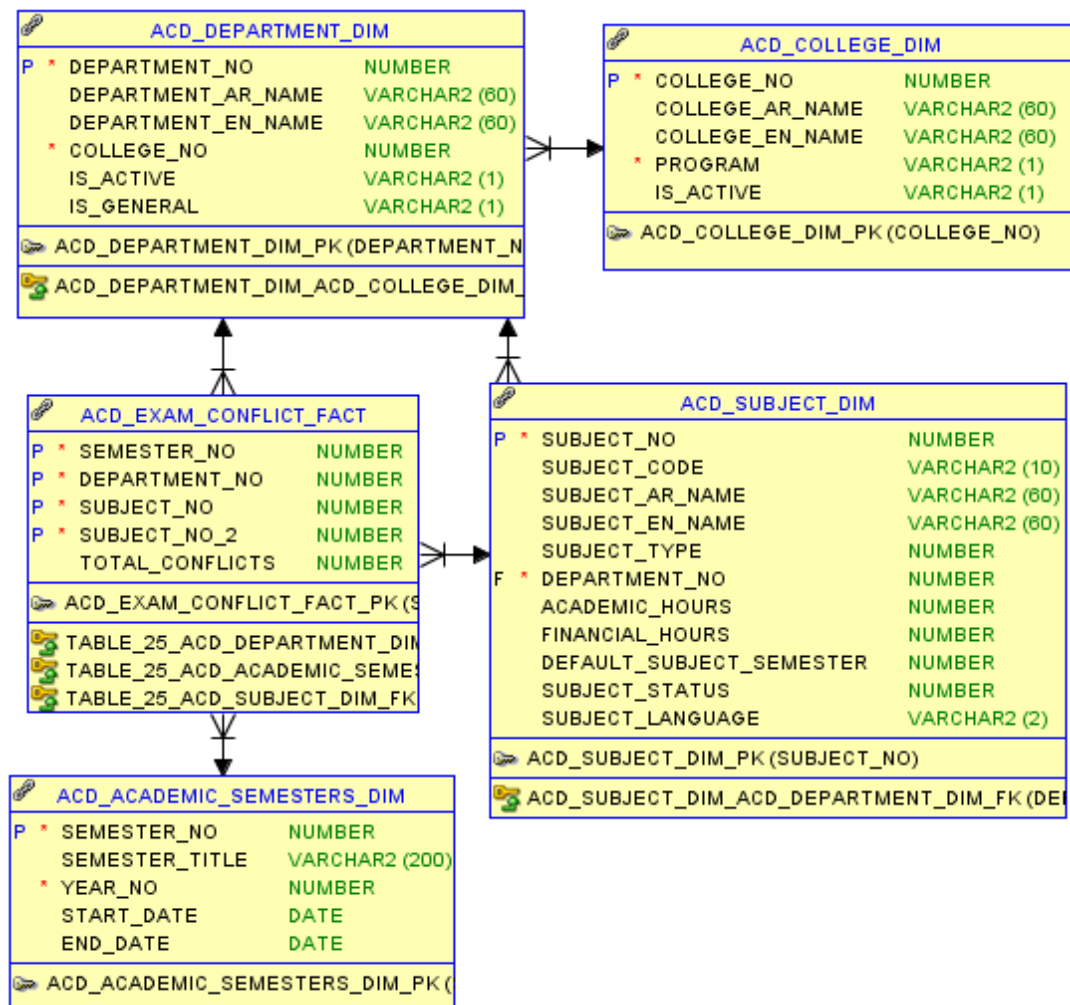 ACD_DEPARTMENT_DIM
P * DEPARTMENT_NO NUMBER
DEPARTMENT_AR_NAME VARCHAR2 (60)
DEPARTMENT_EN_NAME VARCHAR2 (60)
* COLLEGE_NO NUMBER
IS_ACTIVE VARCHAR2 (1)
IS_GENERAL VARCHAR2 (1)
ACD_DEPARTMENT_DIM_PK (DEPARTMENT_N
ACD_DEPARTMENT_DIM_ACD_COLLEGE_DIM_
ACD_COLLEGE_DIM
P * COLLEGE_NO NUMBER
COLLEGE_AR_NAME VARCHAR2 (60)
COLLEGE_EN_NAME VARCHAR2 (60)
* PROGRAM VARCHAR2 (1)
IS_ACTIVE VARCHAR2 (1)
ACD_COLLEGE_DIM_PK (COLLEGE_NO)
ACD_EXAM_CONFLICT_FACT
P * SEMESTER_NO NUMBER
P * DEPARTMENT_NO NUMBER
P * SUBJECT_NO NUMBER
P * SUBJECT_NO_2 NUMBER
TOTAL_CONFLICTS NUMBER
ACD_EXAM_CONFLICT_FACT_PK (S
TABLE_25_ACD_DEPARTMENT_DIM
TABLE_25_ACD_ACADEMIC_SEMES
TABLE_25_ACD_SUBJECT_DIM_FK
ACD_SUBJECT_DIM
P * SUBJECT_NO NUMBER
SUBJECT_CODE VARCHAR2 (10)
SUBJECT_AR_NAME VARCHAR2 (60)
SUBJECT_EN_NAME VARCHAR2 (60)
SUBJECT_TYPE NUMBER
F * DEPARTMENT_NO NUMBER
ACADEMIC_HOURS NUMBER
FINANCIAL_HOURS NUMBER
DEFAULT_SUBJECT_SEMESTER NUMBER
SUBJECT_STATUS NUMBER
SUBJECT_LANGUAGE VARCHAR2 (2)
ACD_SUBJECT_DIM_PK (SUBJECT_NO)
ACD_SUBJECT_DIM_ACD_DEPARTMENT_DIM_FK (DE
ACD_ACADEMIC_SEMESTERS_DIM
P * SEMESTER_NO NUMBER
SEMESTER_TITLE VARCHAR2 (200)
* YEAR_NO NUMBER
START_DATE DATE
END_DATE DATE
ACD_ACADEMIC_SEMESTERS_DIM_PK (